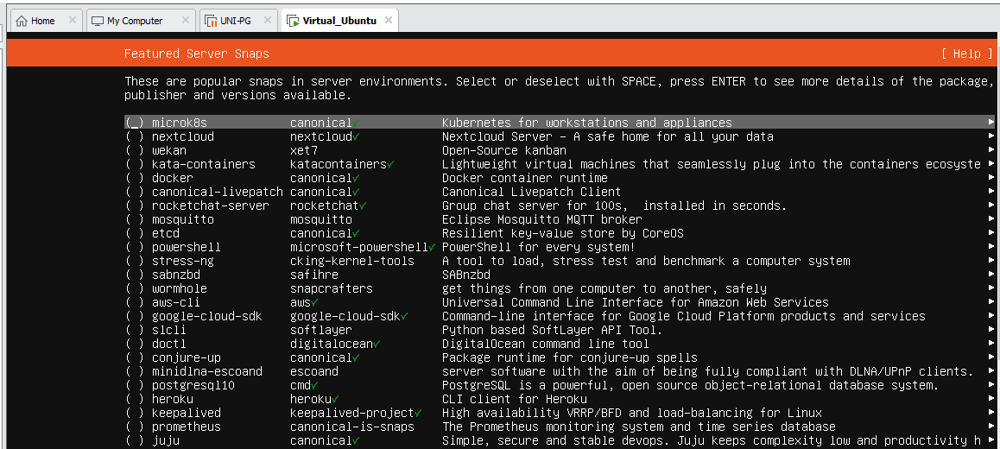 Home × My Computer × UNI-PG × Virtual_Ubuntu ×
Featured Server Snaps [ Help ]
These are popular snaps in server environments. Select or deselect with SPACE, press ENTER to see more details of the package,
publisher and versions available.
(_) microk8s canonical✓ Kubernetes for workstations and appliances ▸
( ) nextcloud nextcloud✓ Nextcloud Server – A safe home for all your data ▸
( ) wekan xet7 Open-Source kanban ▸
( ) kata-containers katacontainers✓ Lightweight virtual machines that seamlessly plug into the containers ecosyste ▸
( ) docker canonical✓ Docker container runtime ▸
( ) canonical-livepatch canonical✓ Canonical Livepatch Client ▸
( ) rocketchat-server rocketchat✓ Group chat server for 100s, installed in seconds. ▸
( ) mosquitto mosquitto Eclipse Mosquitto MQTT broker ▸
( ) etcd canonical✓ Resilient key-value store by CoreOS ▸
( ) powershell microsoft-powershell✓ PowerShell for every system! ▸
( ) stress-ng cking-kernel-tools A tool to load, stress test and benchmark a computer system ▸
( ) sabnzbd safihre SABnzbd ▸
( ) wormhole snapcrafters get things from one computer to another, safely ▸
( ) aws-cli aws✓ Universal Command Line Interface for Amazon Web Services ▸
( ) google-cloud-sdk google-cloud-sdk✓ Command-line interface for Google Cloud Platform products and services ▸
( ) slcli softlayer Python based SoftLayer API Tool. ▸
( ) doctl digitalocean✓ DigitalOcean command line tool ▸
( ) conjure-up canonical✓ Package runtime for conjure-up spells ▸
( ) minidlna-escoand escoand server software with the aim of being fully compliant with DLNA/UPnP clients. ▸
( ) postgresql10 cmd✓ PostgreSQL is a powerful, open source object-relational database system. ▸
( ) heroku heroku✓ CLI client for Heroku ▸
( ) keepalived keepalived-project✓ High availability VRRP/BFD and load-balancing for Linux ▸
( ) prometheus canonical-is-snaps The Prometheus monitoring system and time series database ▸
( ) juju canonical✓ Simple, secure and stable devops. Juju keeps complexity low and productivity h ▸